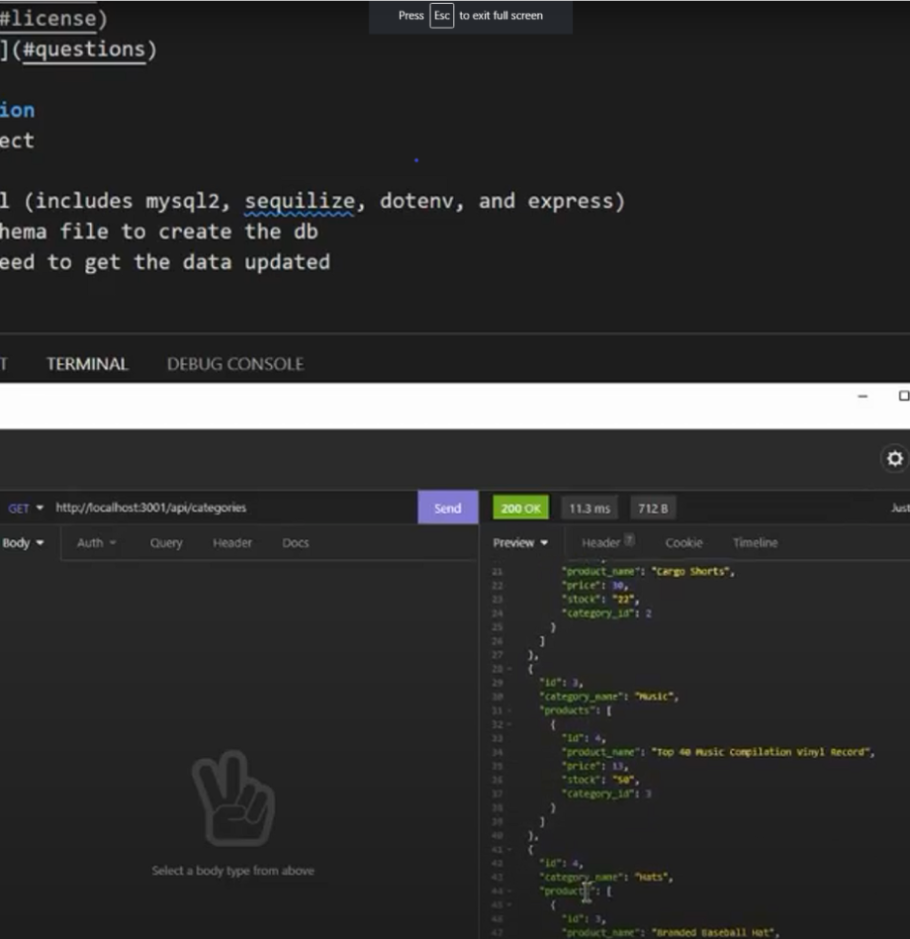 Press Esc to exit full screen
#license)
](#questions)
ion
ect
l (includes mysql2, sequilize, dotenv, and express)
hema file to create the db
eed to get the data updated
T TERMINAL DEBUG CONSOLE
GET http://localhost:3001/api/categories Send 200 OK 11.3 ms 712 B Just
Body Auth Query Header Docs Preview Header 7 Cookie Timeline
21 "product_name": "Cargo Shorts",
22 "price": 30,
23 "stock": "22",
24 "category_id": 2
25 }
26 ]
27 },
28 {
29 "id": 3,
30 "category_name": "Music",
31 "products": [
32 {
33 "id": 4,
34 "product_name": "Top 40 Music Compilation Vinyl Record",
35 "price": 13,
36 "stock": "50",
37 "category_id": 3
38 }
39 ]
40 },
41 {
42 "id": 4,
43 "category_name": "Hats",
44 "products": [
45 {
46 "id": 3,
47 "product_name": "Branded Baseball Hat",
Select a body type from above